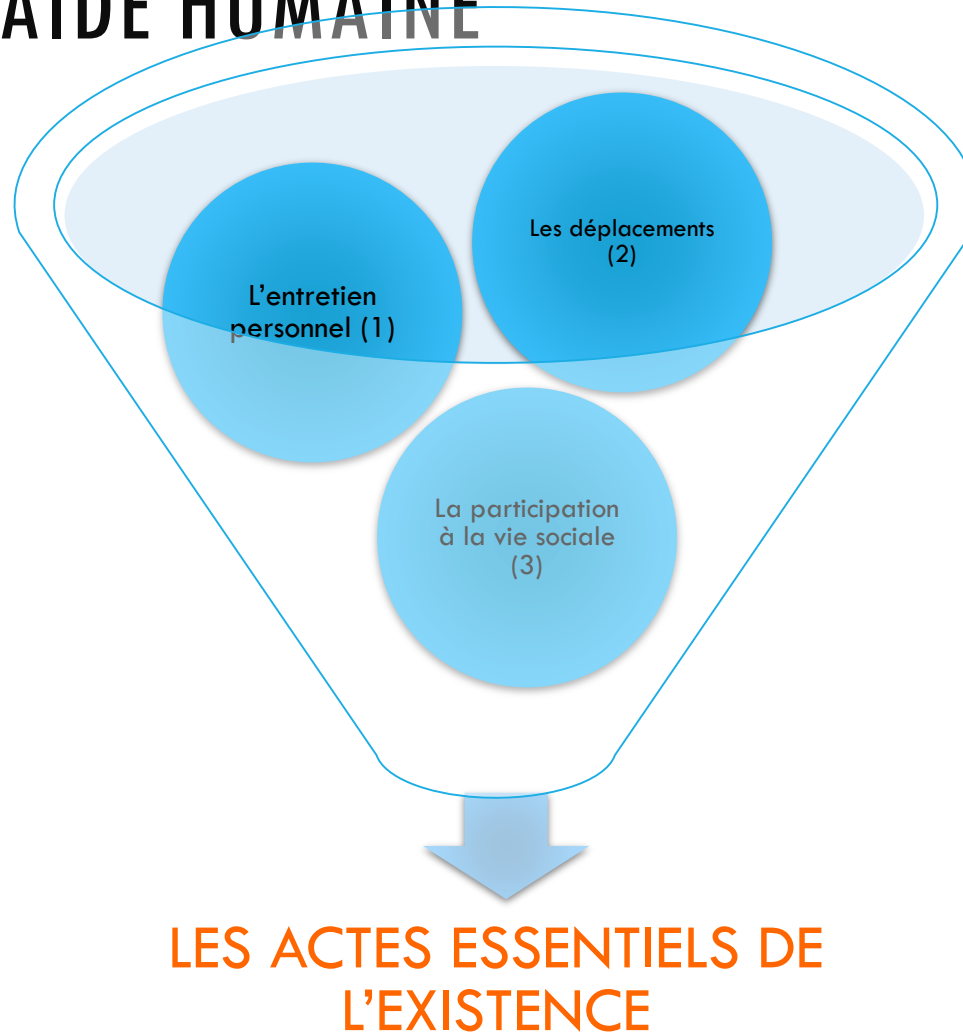 AIDE HUMAINE
Les déplacements
(2)
L'entretien
personnel (1)
La participation
à la vie sociale
(3)
LES ACTES ESSENTIELS DE
L'EXISTENCE